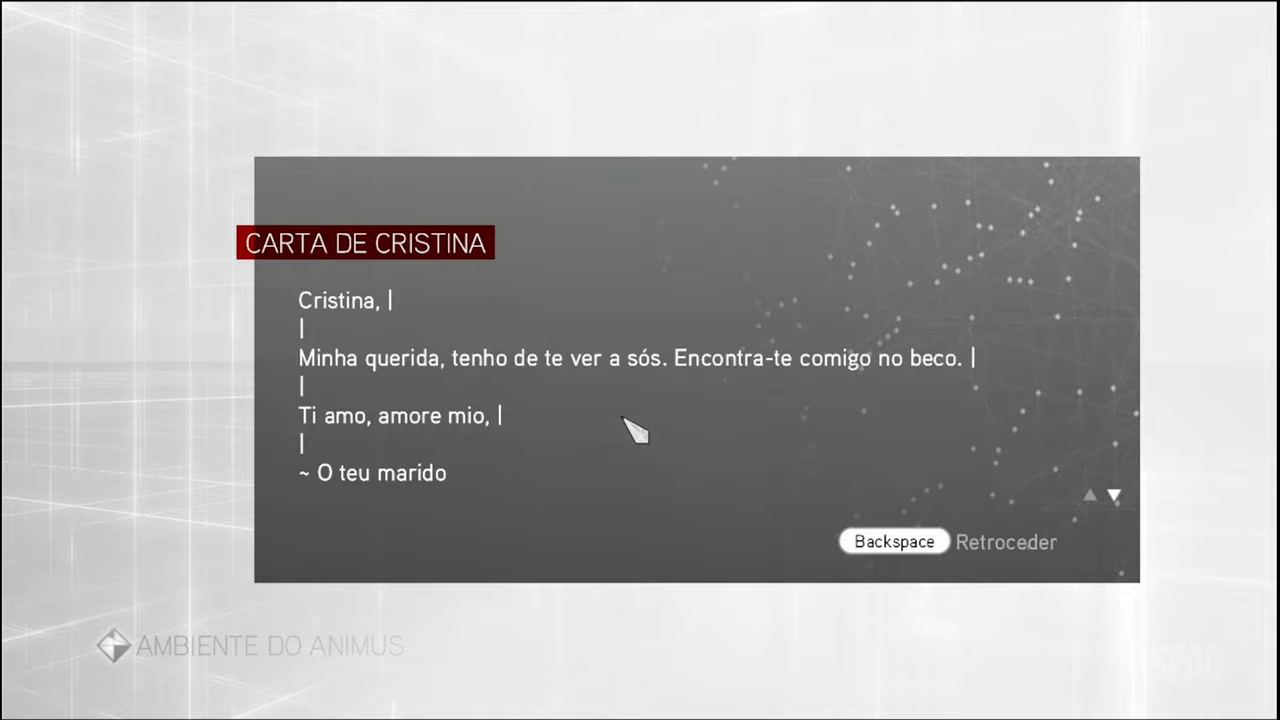 CARTA DE CRISTINA
Cristina, |
|
Minha querida, tenho de te ver a sós. Encontra-te comigo no beco. |
|
Ti amo, amore mio, |
|
~ O teu marido
Backspace Retroceder
AMBIENTE DO ANIMUS